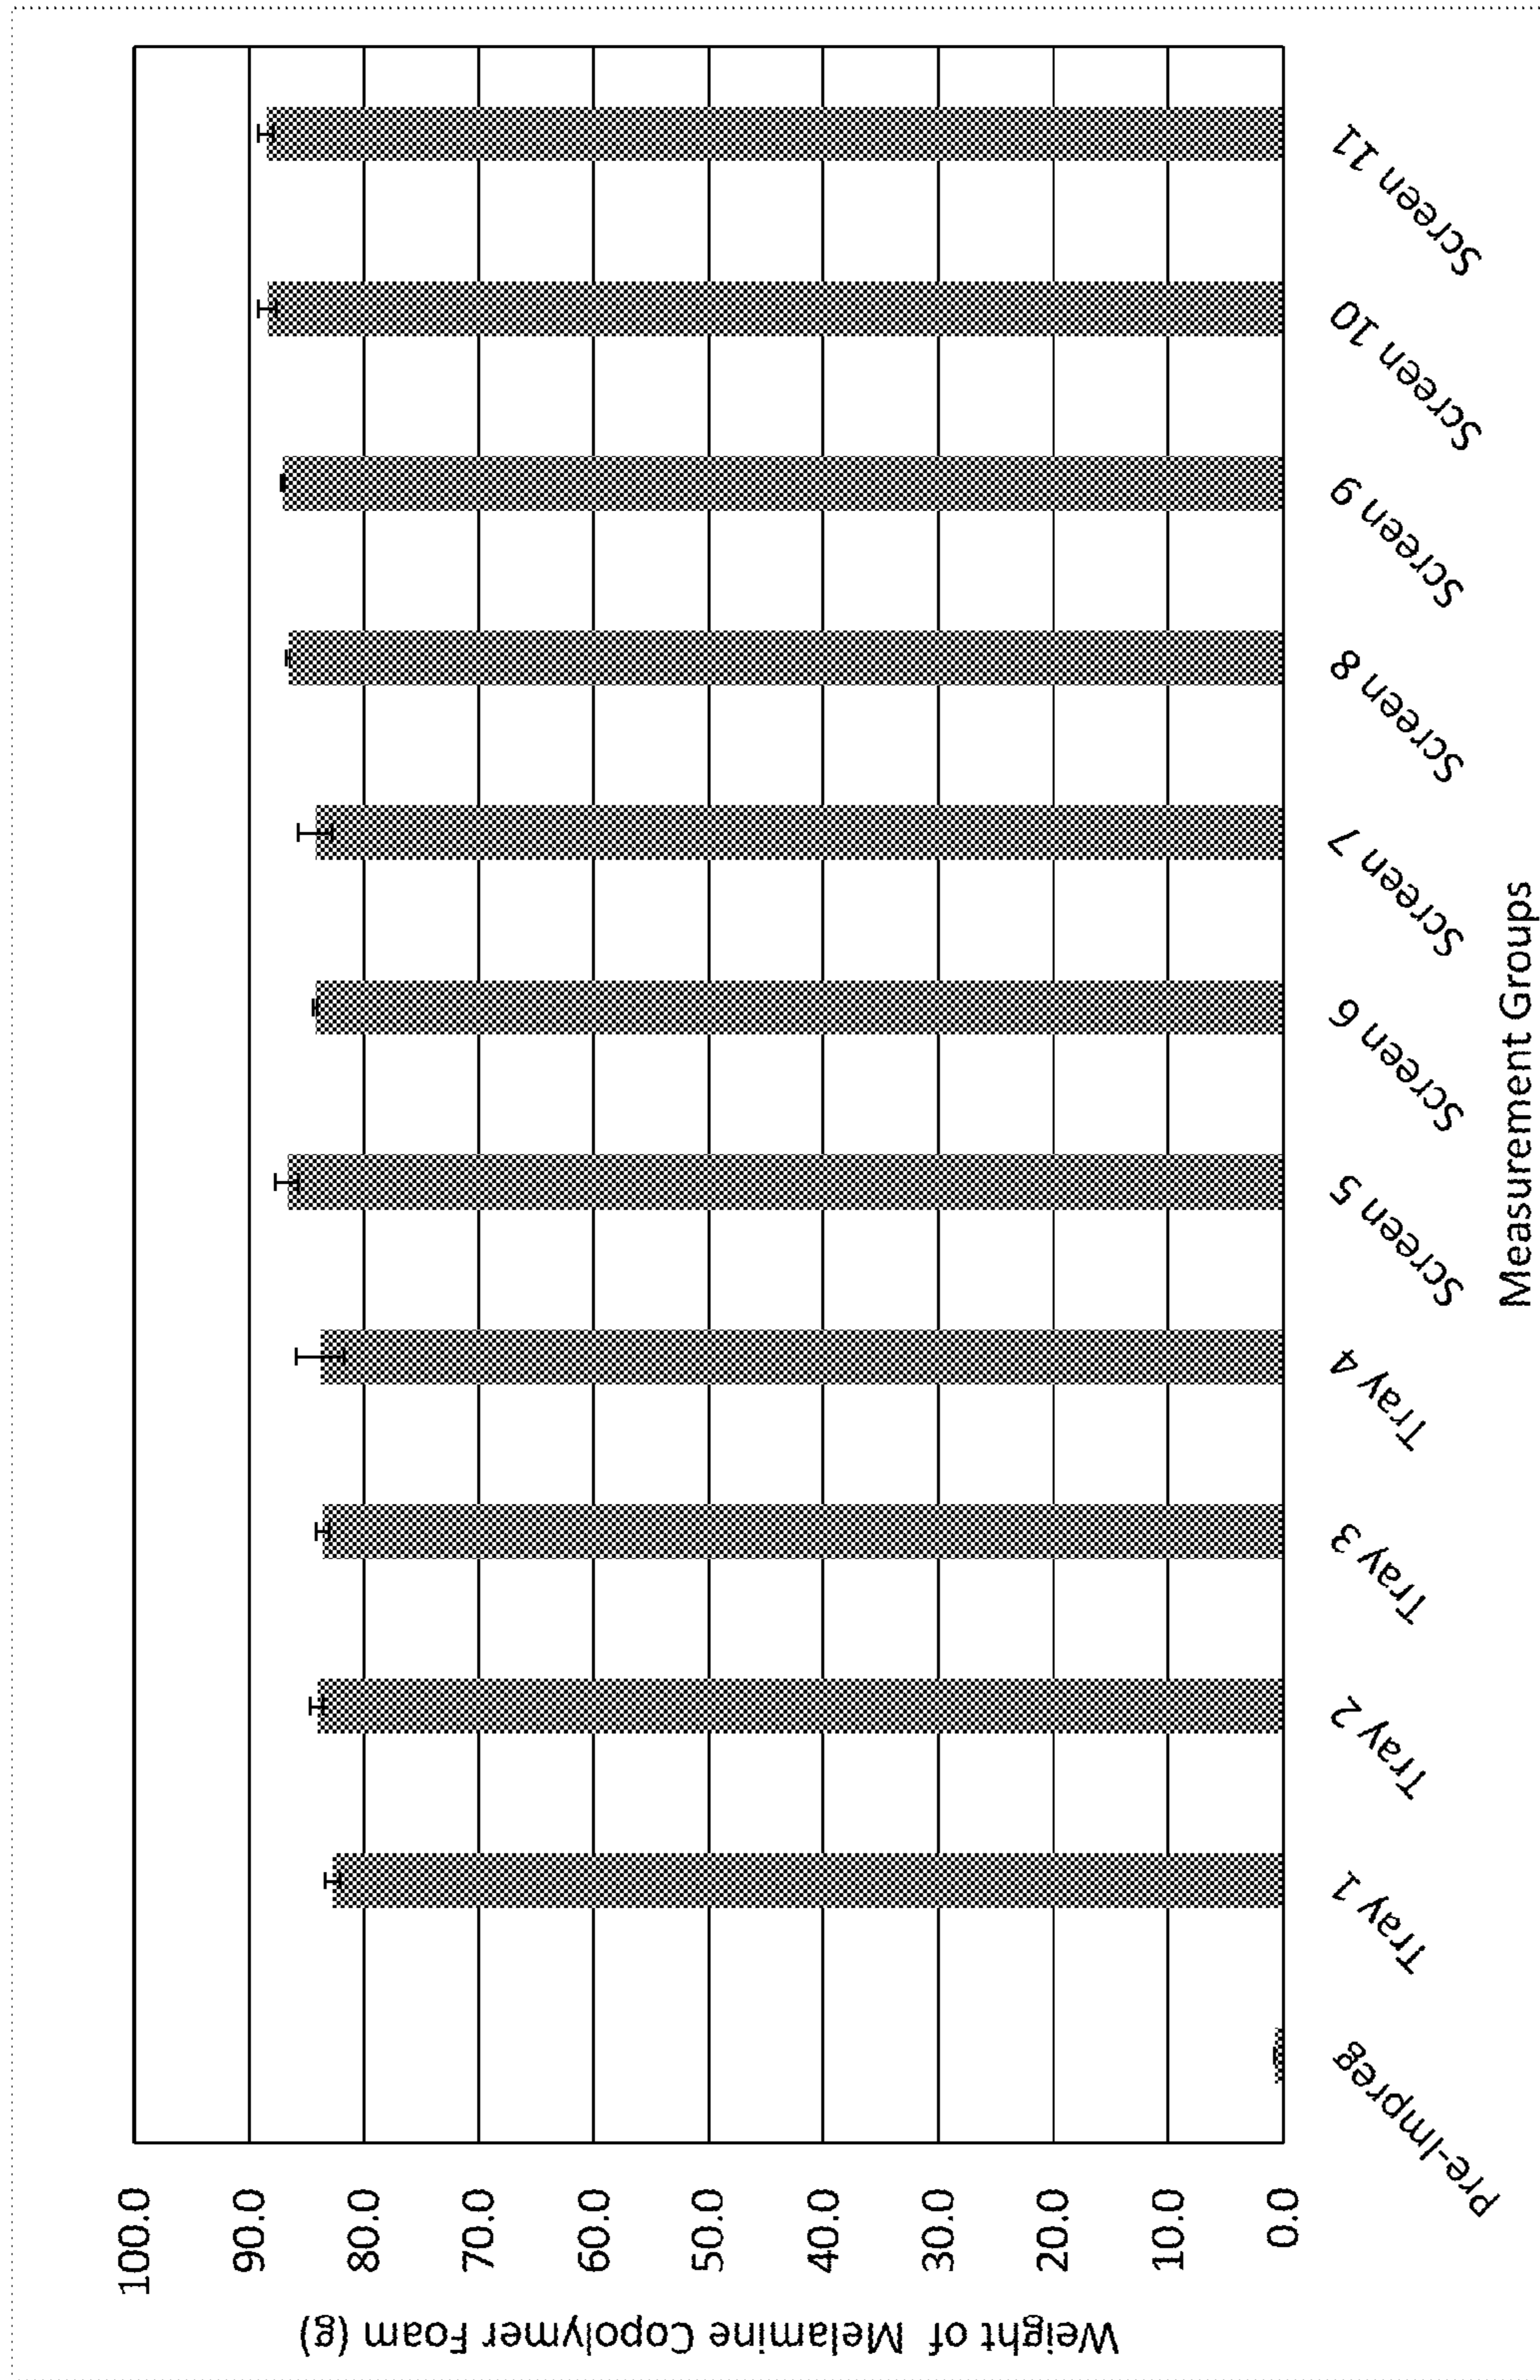 Weight of Melamine Copolymer Foam (g)
100.0
90.0
80.0
70.0
60.0
50.0
40.0
30.0
20.0
10.0
0.0
Pre-Impreg
Tray 1
Tray 2
Tray 3
Tray 4
Screen 5
Screen 6
Screen 7
Screen 8
Screen 9
Screen 10
Screen 11
Measurement Groups